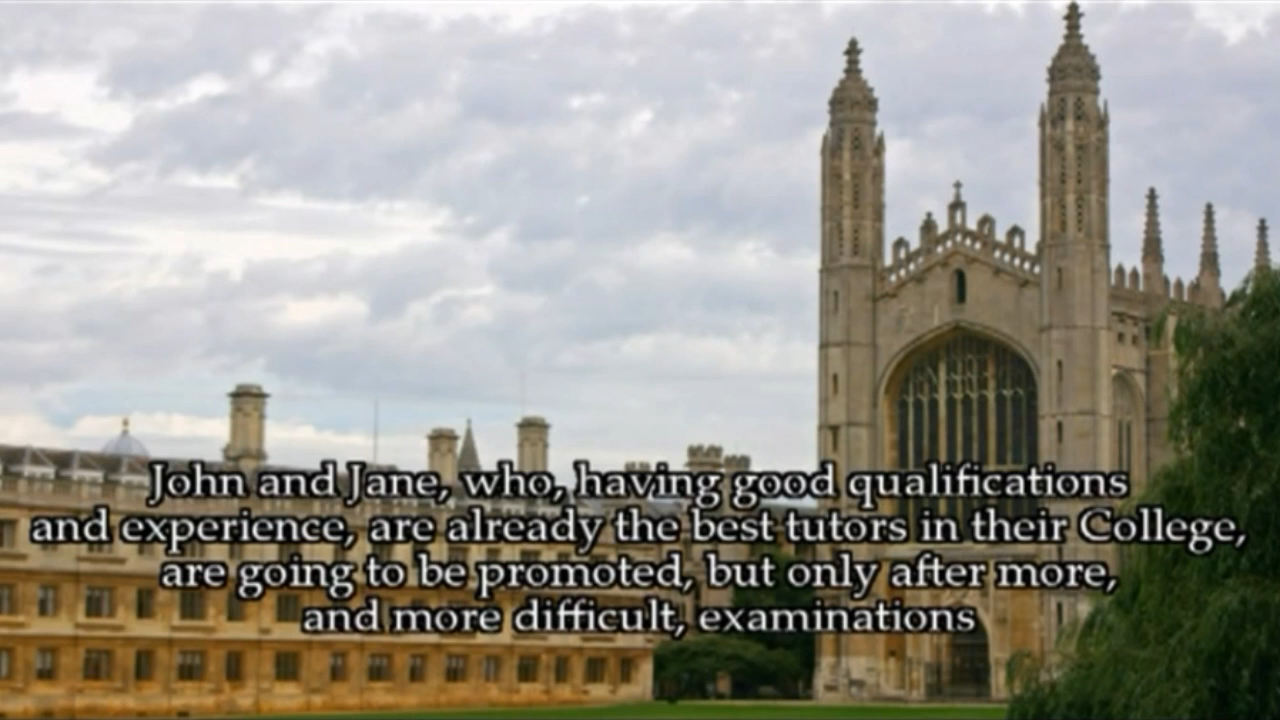 John and Jane, who, having good qualifications
and experience, are already the best tutors in their College,
are going to be promoted, but only after more,
and more difficult, examinations